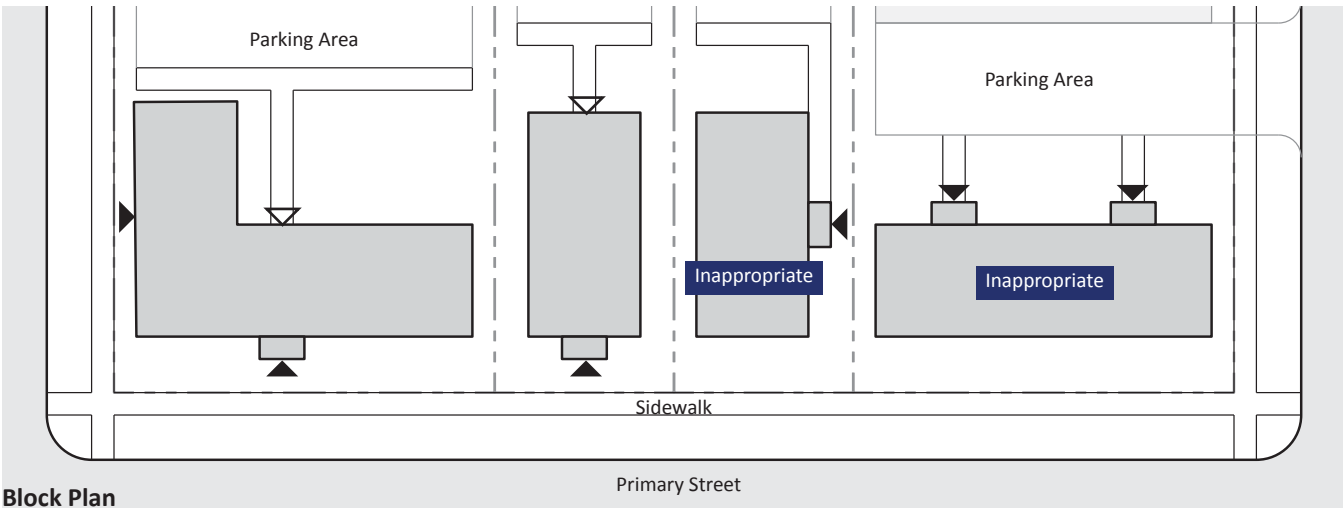 Parking Area
Parking Area
Inappropriate
Inappropriate
Sidewalk
Primary Street
Block Plan